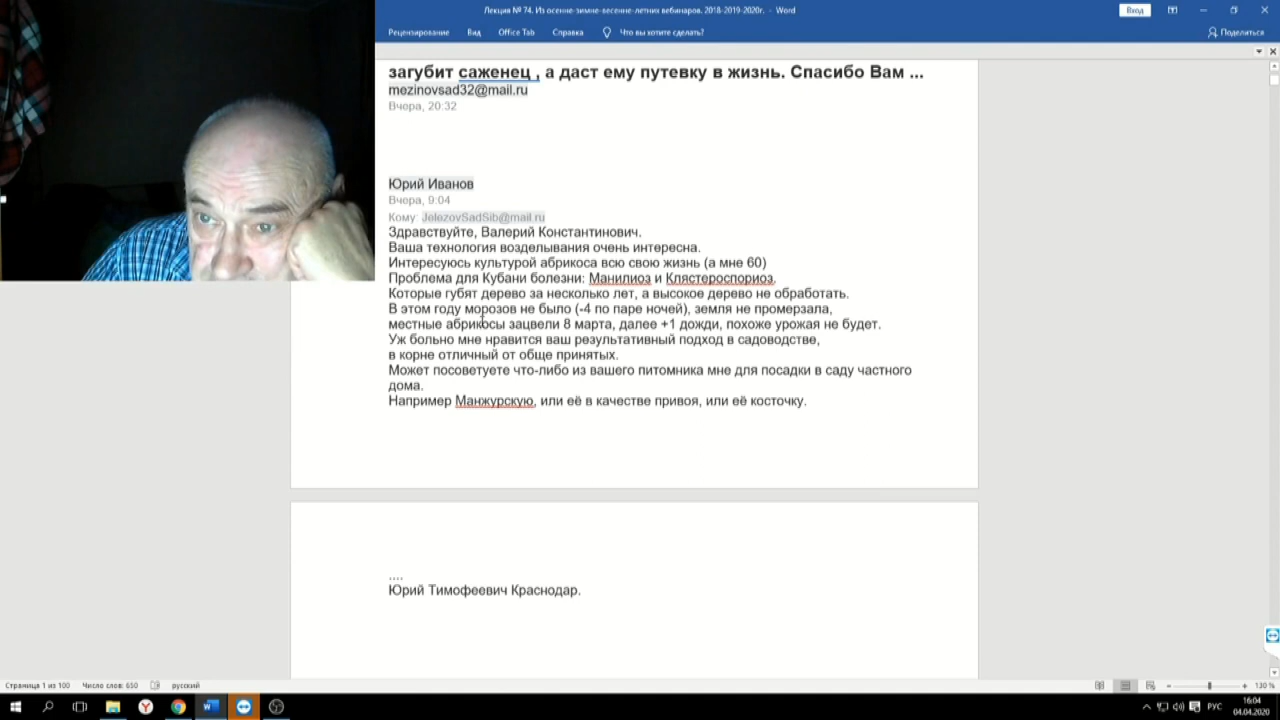 Лекция № 74. Из осенне-зимне-весенне-летних вебинаров. 2018-2019-2020г. - Word
Вход
Рецензирование Вид Office Tab Справка Что вы хотите сделать? Поделиться
загубит саженец , а даст ему путевку в жизнь. Спасибо Вам ...
mezinovsad32@mail.ru
Вчера, 20:32
Юрий Иванов
Вчера, 9:04
Кому: JelezovSadSib@mail.ru
Здравствуйте, Валерий Константинович.
Ваша технология возделывания очень интересна.
Интересуюсь культурой абрикоса всю свою жизнь (а мне 60)
Проблема для Кубани болезни: Манилиоз и Клястероспориоз.
Которые губят дерево за несколько лет, а высокое дерево не обработать.
В этом году морозов не было (-4 по паре ночей), земля не промерзала,
местные абрикосы зацвели 8 марта, далее +1 дожди, похоже урожая не будет.
Уж больно мне нравится ваш результативный подход в садоводстве,
в корне отличный от обще принятых.
Может посоветуете что-либо из вашего питомника мне для посадки в саду частного
дома.
Например Манжурскую, или её в качестве привоя, или её косточку.
....
Юрий Тимофеевич Краснодар.
Страница 1 из 100 Число слов: 650 русский 130 %
РУС
16:04
04.04.2020